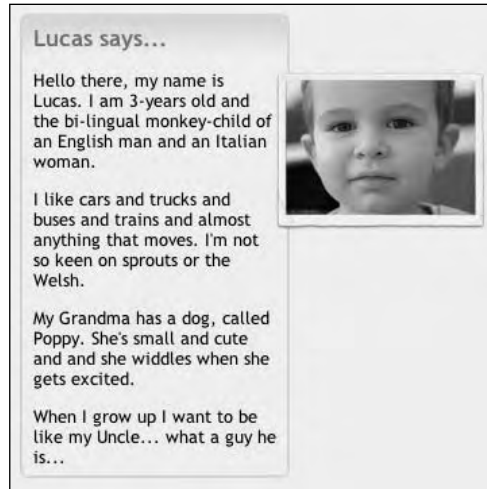 Lucas says...
Hello there, my name is
Lucas. I am 3-years old and
the bi-lingual monkey-child of
an English man and an Italian
woman.
I like cars and trucks and
buses and trains and almost
anything that moves. I'm not
so keen on sprouts or the
Welsh.
My Grandma has a dog, called
Poppy. She's small and cute
and and she widdles when she
gets excited.
When I grow up I want to be
like my Uncle... what a guy he
is...